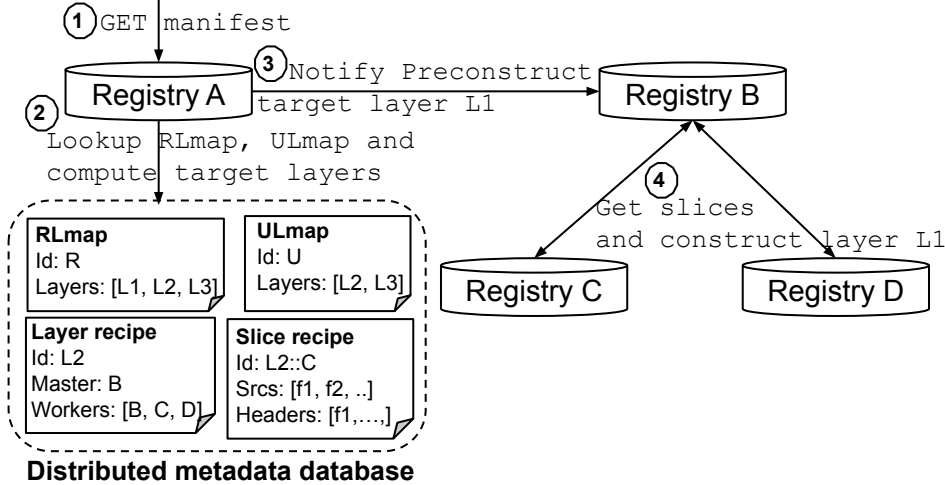 1 GET manifest
Registry A
3 Notify Preconstruct
target layer L1
Registry B
2
Lookup RLmap, ULmap and
compute target layers
4
Get slices
and construct layer L1
Registry C
Registry D
RLmap
Id: R
Layers: [L1, L2, L3]
ULmap
Id: U
Layers: [L2, L3]
Layer recipe
Id: L2
Master: B
Workers: [B, C, D]
Slice recipe
Id: L2::C
Srcs: [f1, f2, ..]
Headers: [f1,...,]
Distributed metadata database